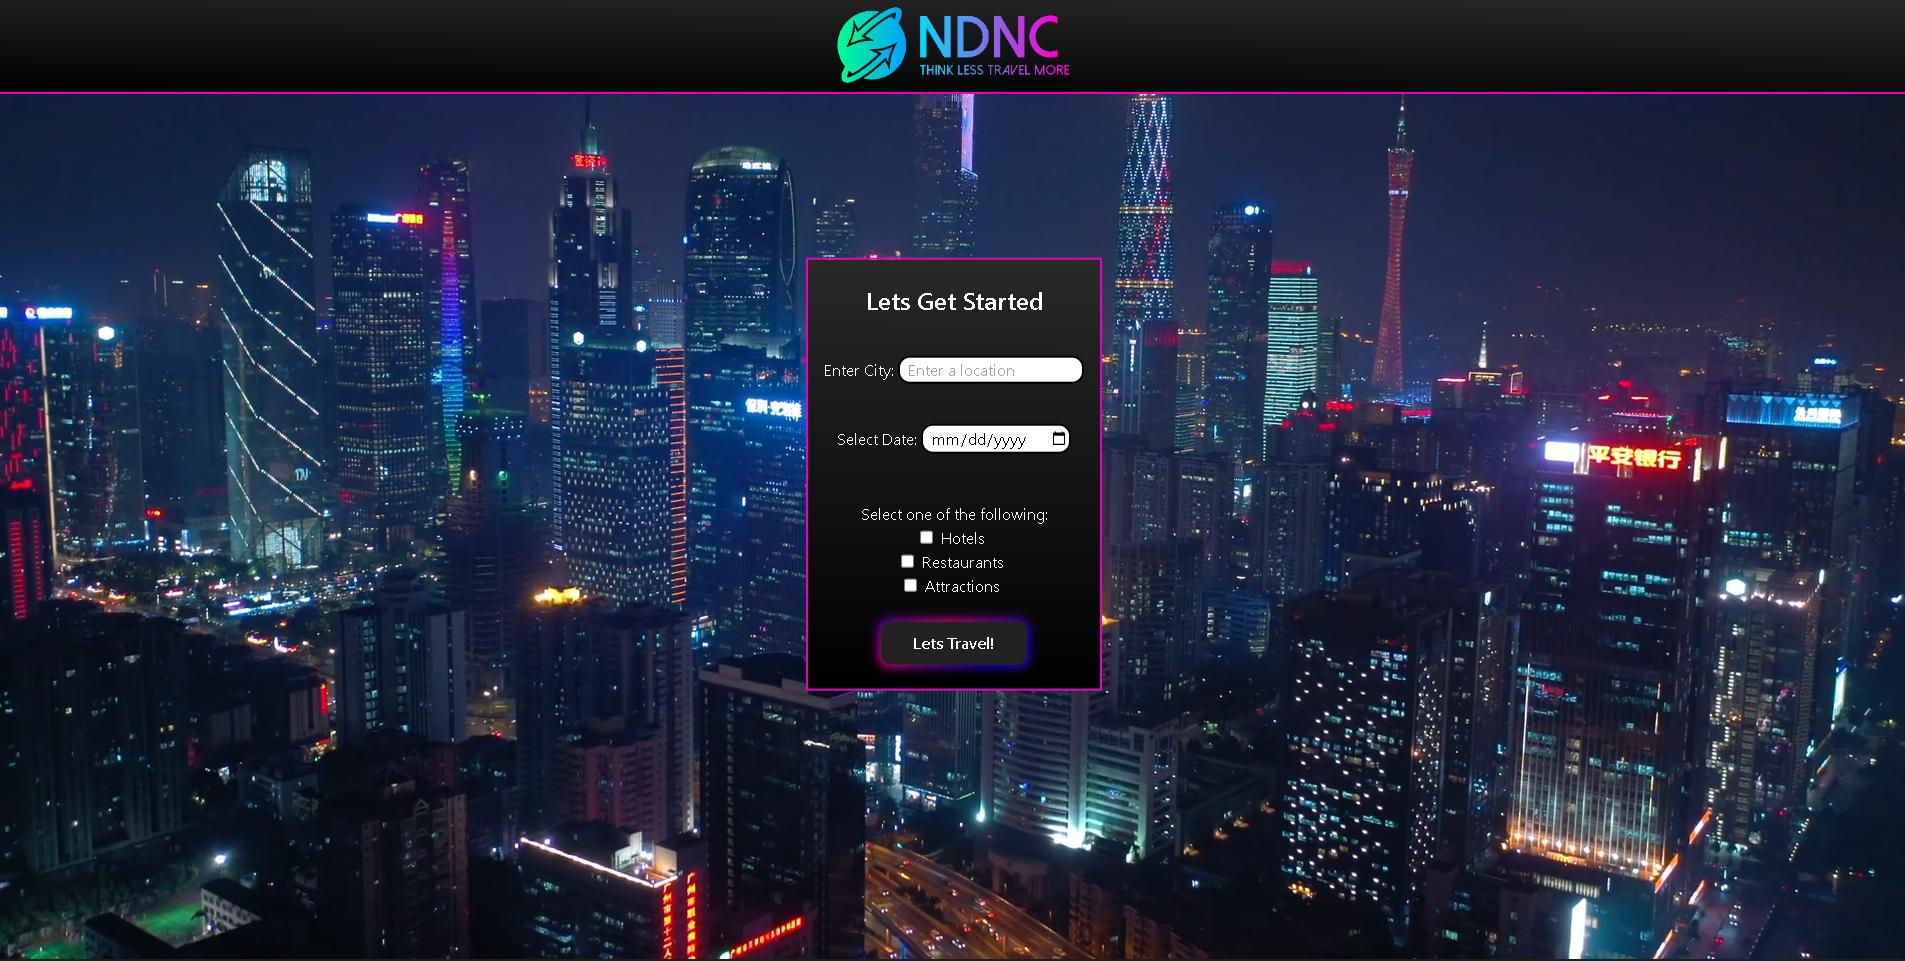 NDNC
THINK LESS TRAVEL MORE
Lets Get Started
Enter City: Enter a location
Select Date: mm/dd/yyyy
Select one of the following:
Hotels
Restaurants
Attractions
Lets Travel!
平安银行